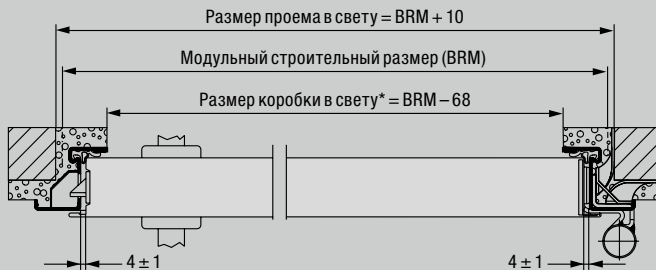 Размер проема в свету = BRM + 10
Модульный строительный размер (BRM)
Размер коробки в свету* = BRM – 68
4 ± 1
4 ± 1